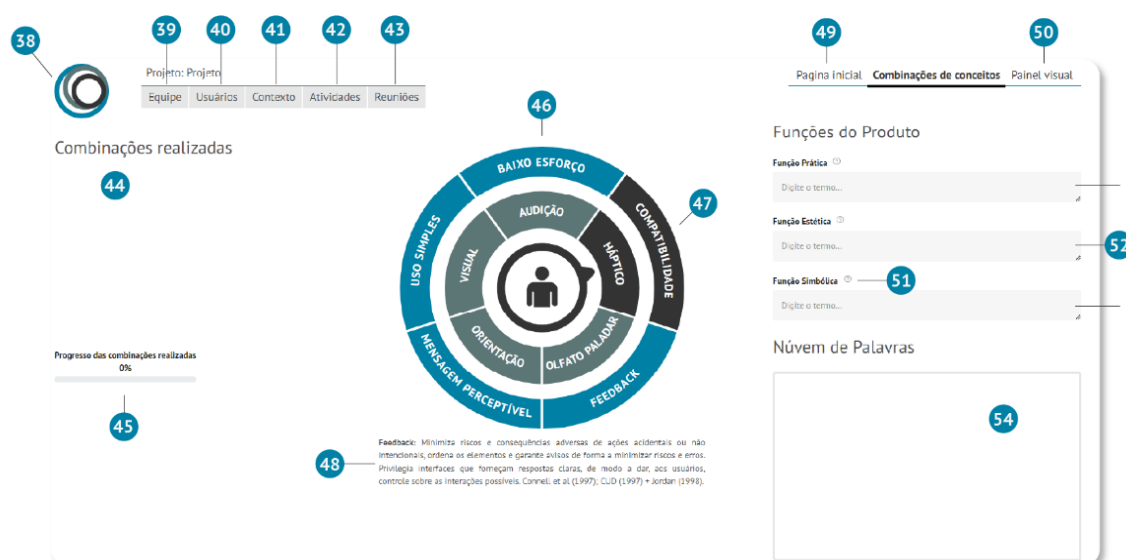 38
39
40
41
42
43
49
50
Projeto: Projeto
Equipe Usuários Contexto Atividades Reuniões
Pagina inicial Combinações de conceitos Painel visual
Combinações realizadas
44
46
BAIXO ESFORÇO
COMPATIBILIDADE
FEEDBACK
MENSAGEM PERCEPTÍVEL
USO SIMPLES
47
AUDIÇÃO
HÁPTICO
OLFATO PALADAR
ORIENTAÇÃO
VISUAL
Progresso das combinações realizadas
0%
45
48
Feedback: Minimiza riscos e consequências adversas de ações acidentais ou não
intencionais, ordena os elementos e garante avisos de forma a minimizar riscos e erros.
Privilegia interfaces que forneçam respostas claras, de modo a dar, aos usuários,
controle sobre as interações possíveis. Connell et al (1997); CUD (1997) + Jordan (1998).
Funções do Produto
Função Prática
Digite o termo...
Função Estética
Digite o termo...
52
Função Simbólica
51
Digite o termo...
Núvem de Palavras
54